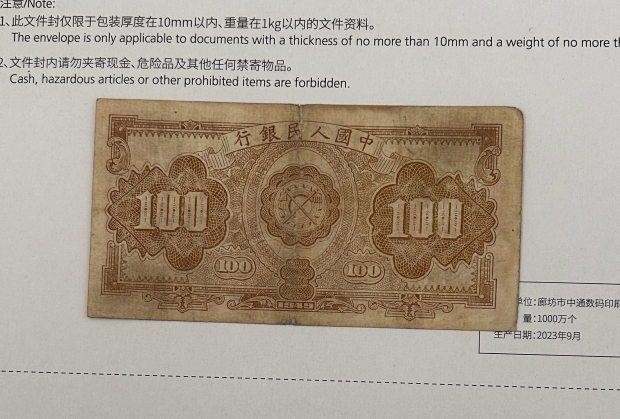 注意/Note:
1、此文件封仅限于包装厚度在10mm以内、重量在1kg以内的文件资料。
The envelope is only applicable to documents with a thickness of no more than 10mm and a weight of no more
2、文件封内请勿夹寄现金、危险品及其他任何禁寄物品。
Cash, hazardous articles or other prohibited items are forbidden.
行銀民人國中
100 100
100 100
1949
单位:廊坊市中通数码印刷
量:1000万个
生产日期:2023年9月